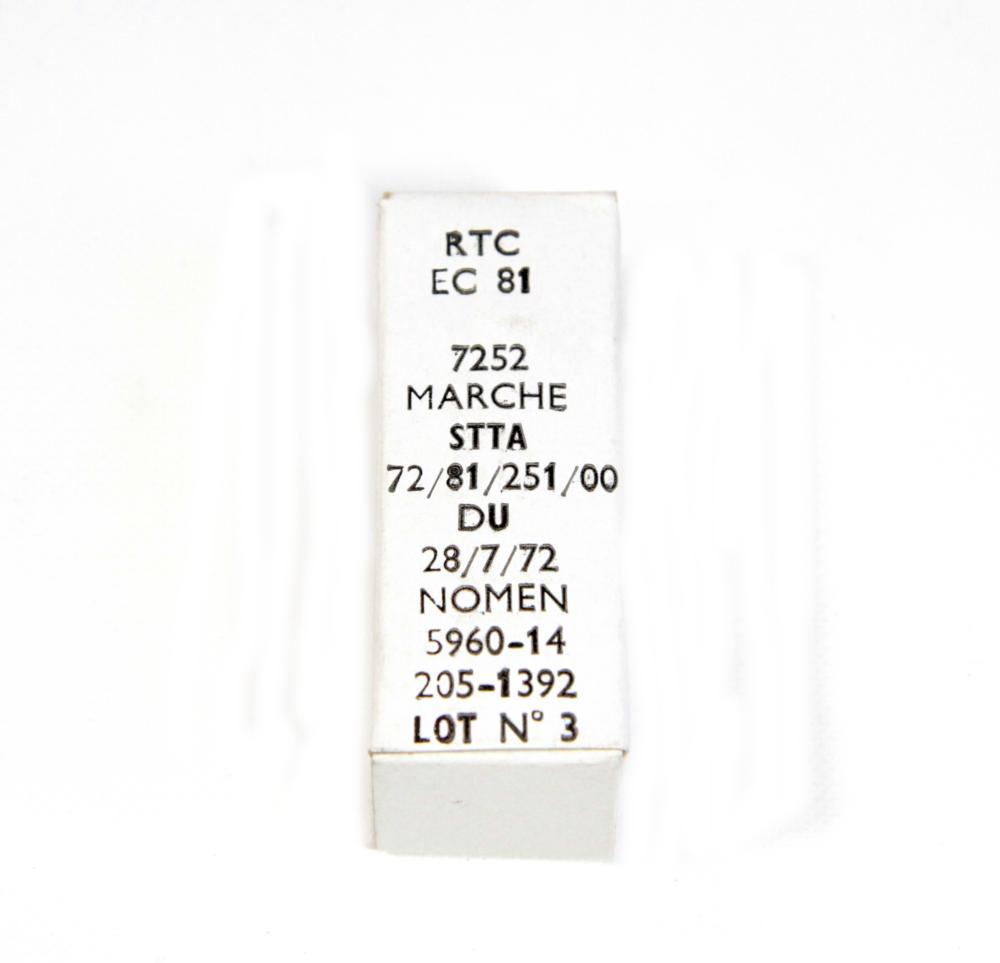 RTC
EC 81
7252
MARCHE
STTA
72/81/251/00
DU
28/7/72
NOMEN
5960-14
205-1392
LOT N° 3